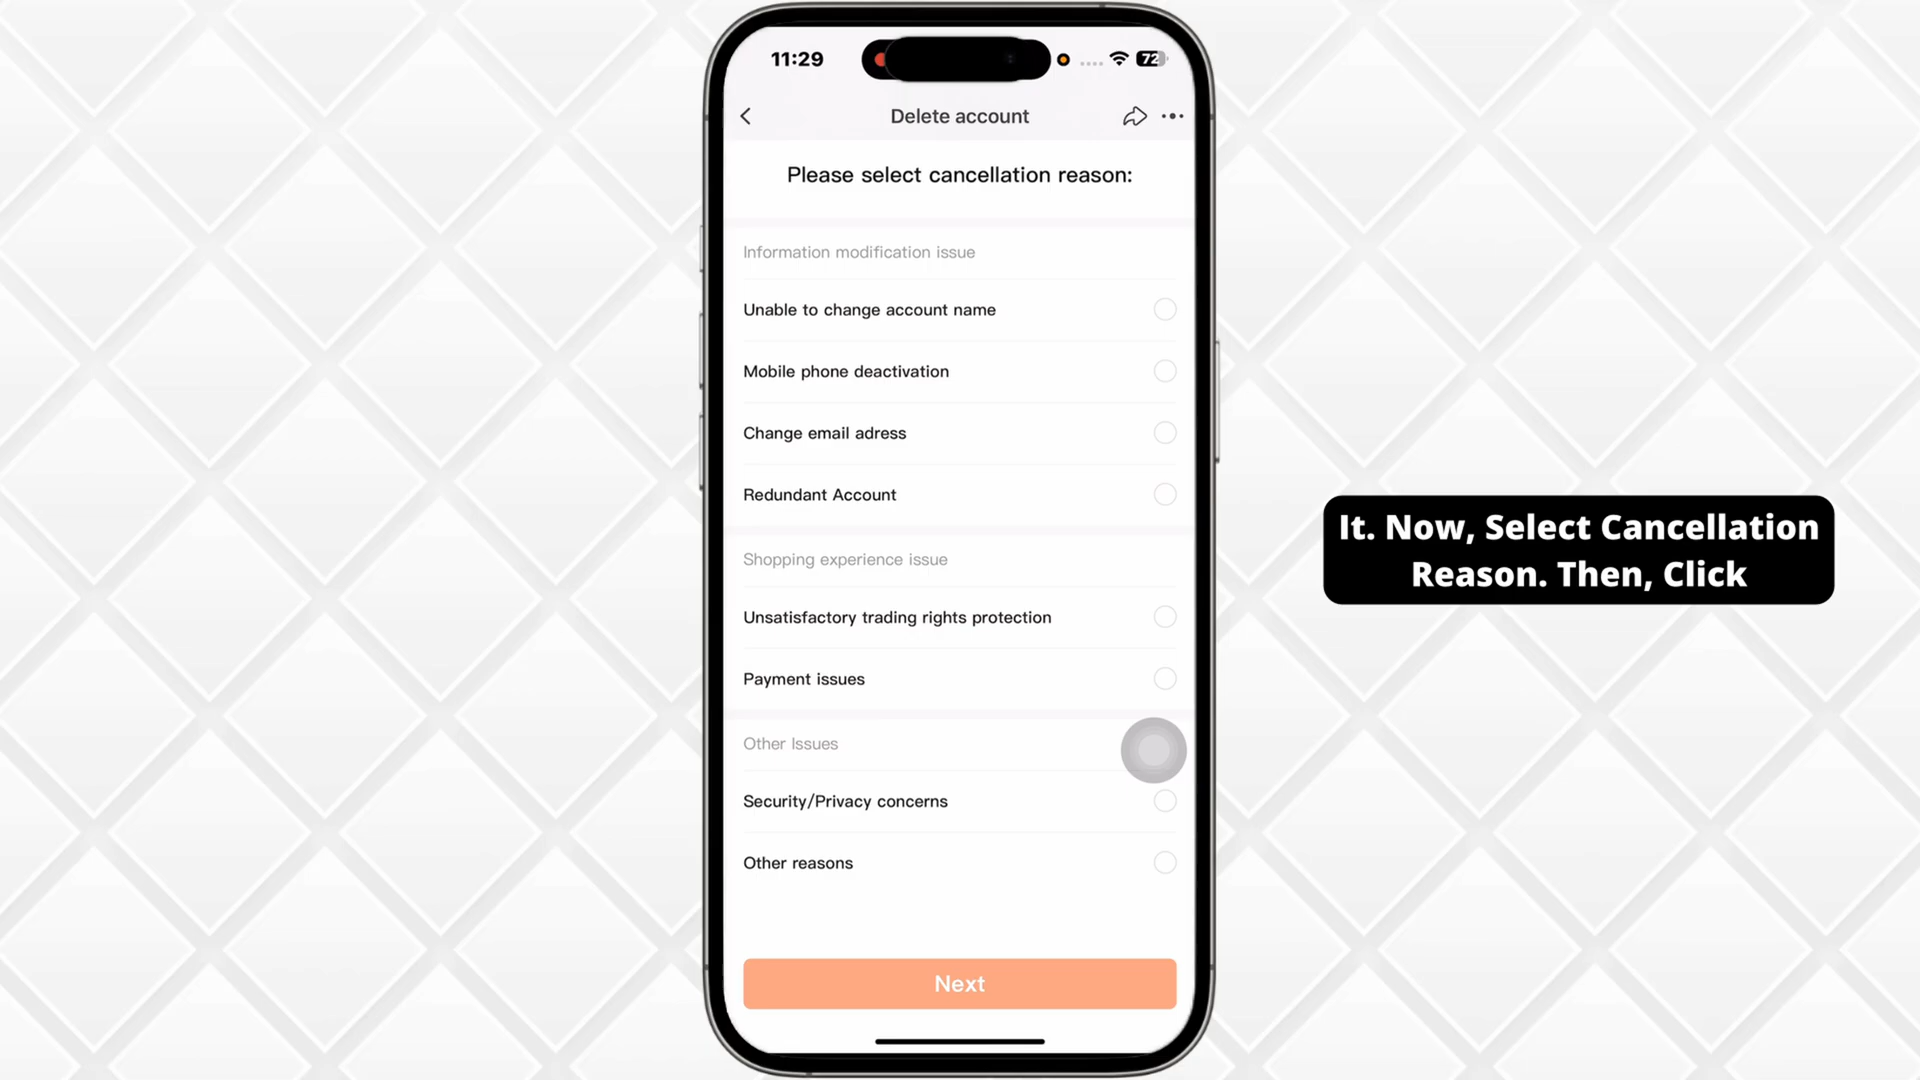 11:29
72
Delete account
Please select cancellation reason:
Information modification issue
Unable to change account name
Mobile phone deactivation
Change email adress
Redundant Account
Shopping experience issue
Unsatisfactory trading rights protection
Payment issues
Other Issues
Security/Privacy concerns
Other reasons
Next
It. Now, Select Cancellation
Reason. Then, Click